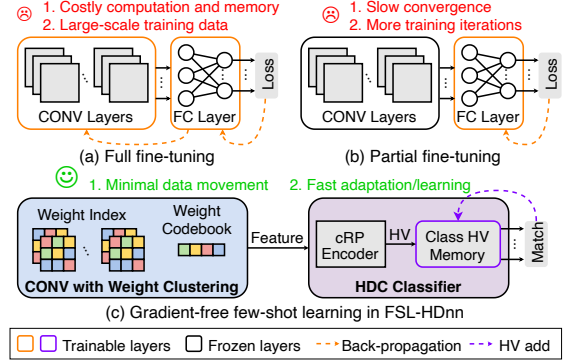 1. Costly computation and memory
2. Large-scale training data
CONV Layers
FC Layer
Loss
(a) Full fine-tuning
1. Slow convergence
2. More training iterations
CONV Layers
FC Layer
Loss
(b) Partial fine-tuning
1. Minimal data movement
2. Fast adaptation/learning
Weight Index
Weight
Codebook
CONV with Weight Clustering
Feature
cRP
Encoder
HV
Class HV
Memory
HDC Classifier
Match
(c) Gradient-free few-shot learning in FSL-HDnn
Trainable layers
Frozen layers
Back-propagation
HV add